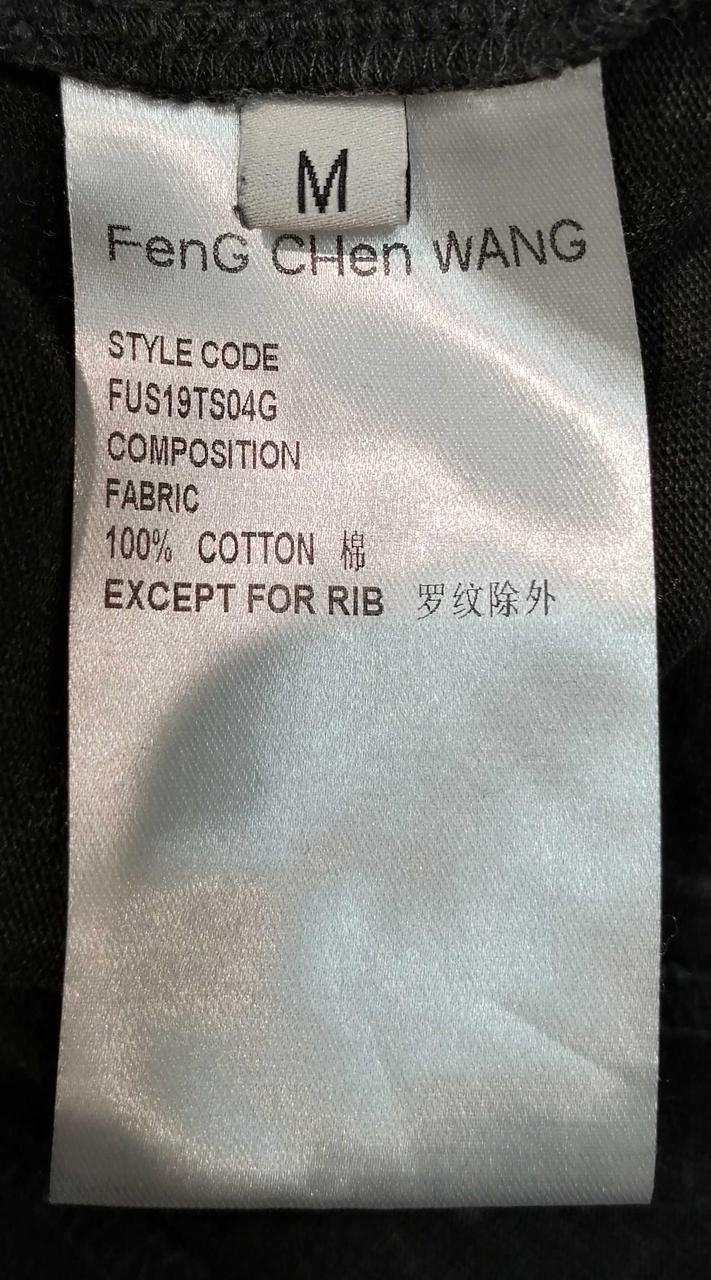 M
FenG CHen WANG
STYLE CODE
FUS19TS04G
COMPOSITION
FABRIC
100% COTTON 棉
EXCEPT FOR RIB 罗纹除外